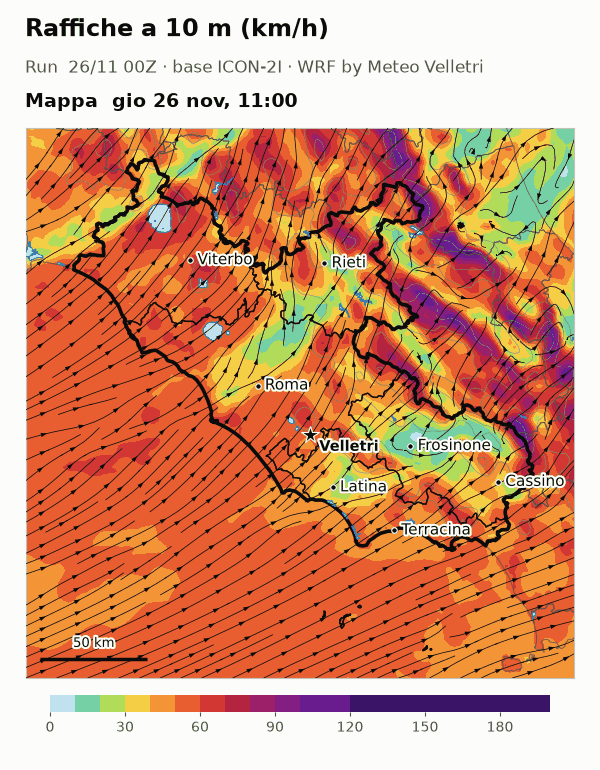 Raffiche a 10 m (km/h)
Run  26/11 00Z · base ICON-2I · WRF by Meteo Velletri
Mappa  gio 26 nov, 11:00
Viterbo
Rieti
Roma
Velletri
Frosinone
Latina
Cassino
Terracina
50 km
0 30 60 90 120 150 180